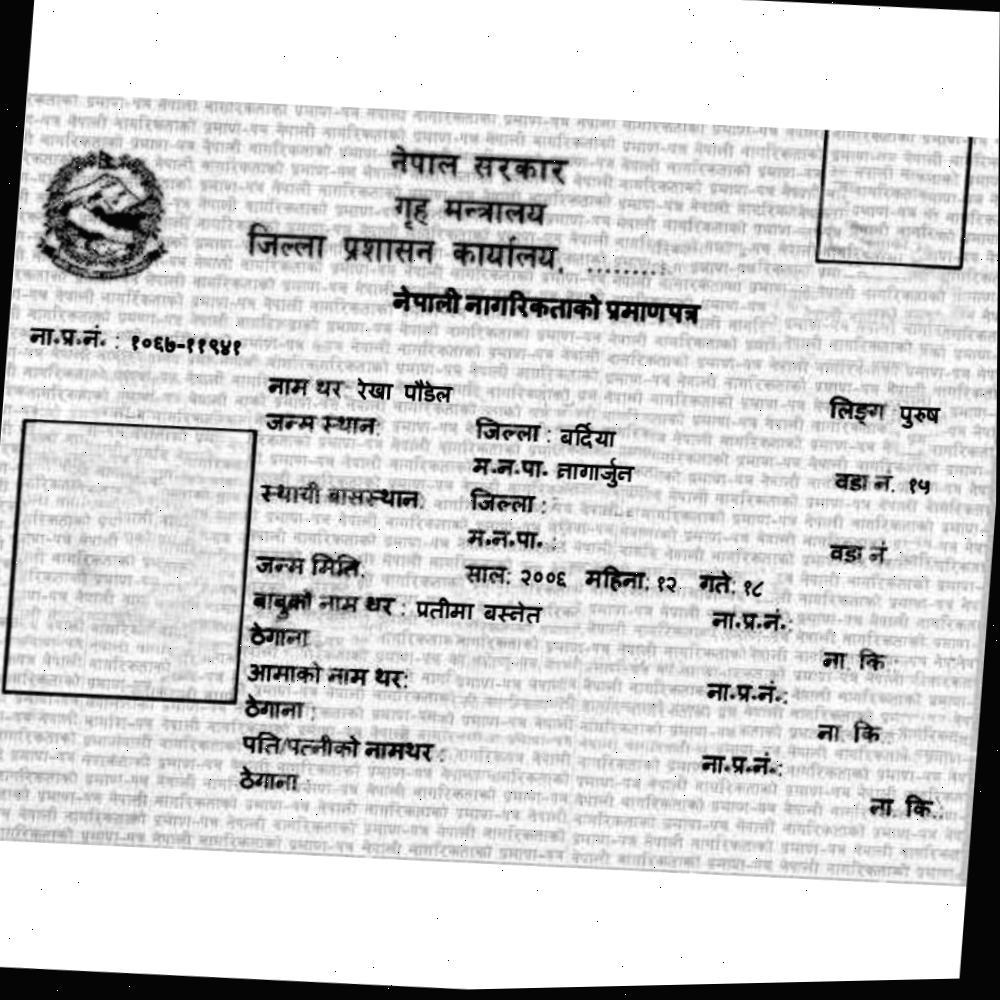 नेपाल सरकार
गृह मन्त्रालय
जिल्ला प्रशासन कार्यालय, .........
नेपाली नागरिकताको प्रमाणपत्र
ना.प्र.नं. : १०६७-११९४१
नाम थर रेखा पौडेल लिङ्ग पुरुष
जन्म स्थान: जिल्ला : बर्दिया
म.न.पा. नागार्जुन वडा नं. १५
स्थायी बासस्थान: जिल्ला :
म.न.पा. : वडा नं
जन्म मिति: साल: २००६ महिना: १२ गते: १८
बाबुको नाम थर : प्रतीमा बस्नेत ना.प्र.नं.:
ठेगाना ना. कि.:
आमाको नाम थर: ना.प्र.नं.:
ठेगाना : ना. कि.
पति/पत्नीको नामथर : ना.प्र.नं.:
ठेगाना : ना. कि.: